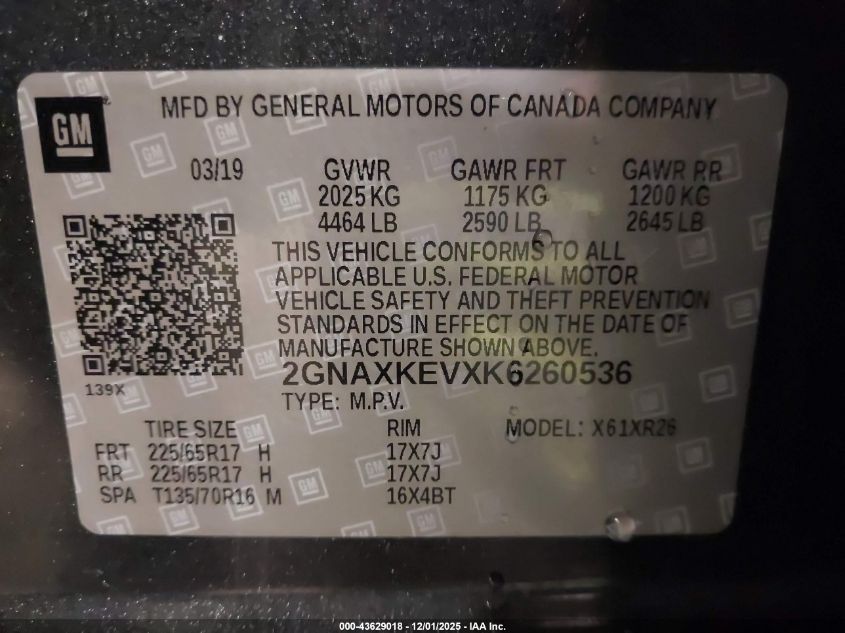 GM
MFD BY GENERAL MOTORS OF CANADA COMPANY
03/19 GVWR GAWR FRT GAWR RR
2025 KG 1175 KG 1200 KG
4464 LB 2590 LB 2645 LB
THIS VEHICLE CONFORMS TO ALL
APPLICABLE U.S. FEDERAL MOTOR
VEHICLE SAFETY AND THEFT PREVENTION
STANDARDS IN EFFECT ON THE DATE OF
MANUFACTURE SHOWN ABOVE.
139X
2GNAXKEVXK6260536
TYPE: M.P.V.
TIRE SIZE RIM MODEL: X61XR26
FRT 225/65R17 H 17X7J
RR 225/65R17 H 17X7J
SPA T135/70R16 M 16X4BT
000-43629018 - 12/01/2025 - IAA Inc.